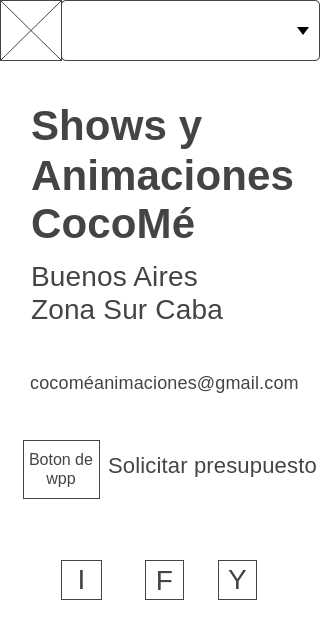 Shows y
Animaciones
CocoMé
Buenos Aires
Zona Sur Caba
cocoméanimaciones@gmail.com
Boton de
wpp
Solicitar presupuesto
I F Y